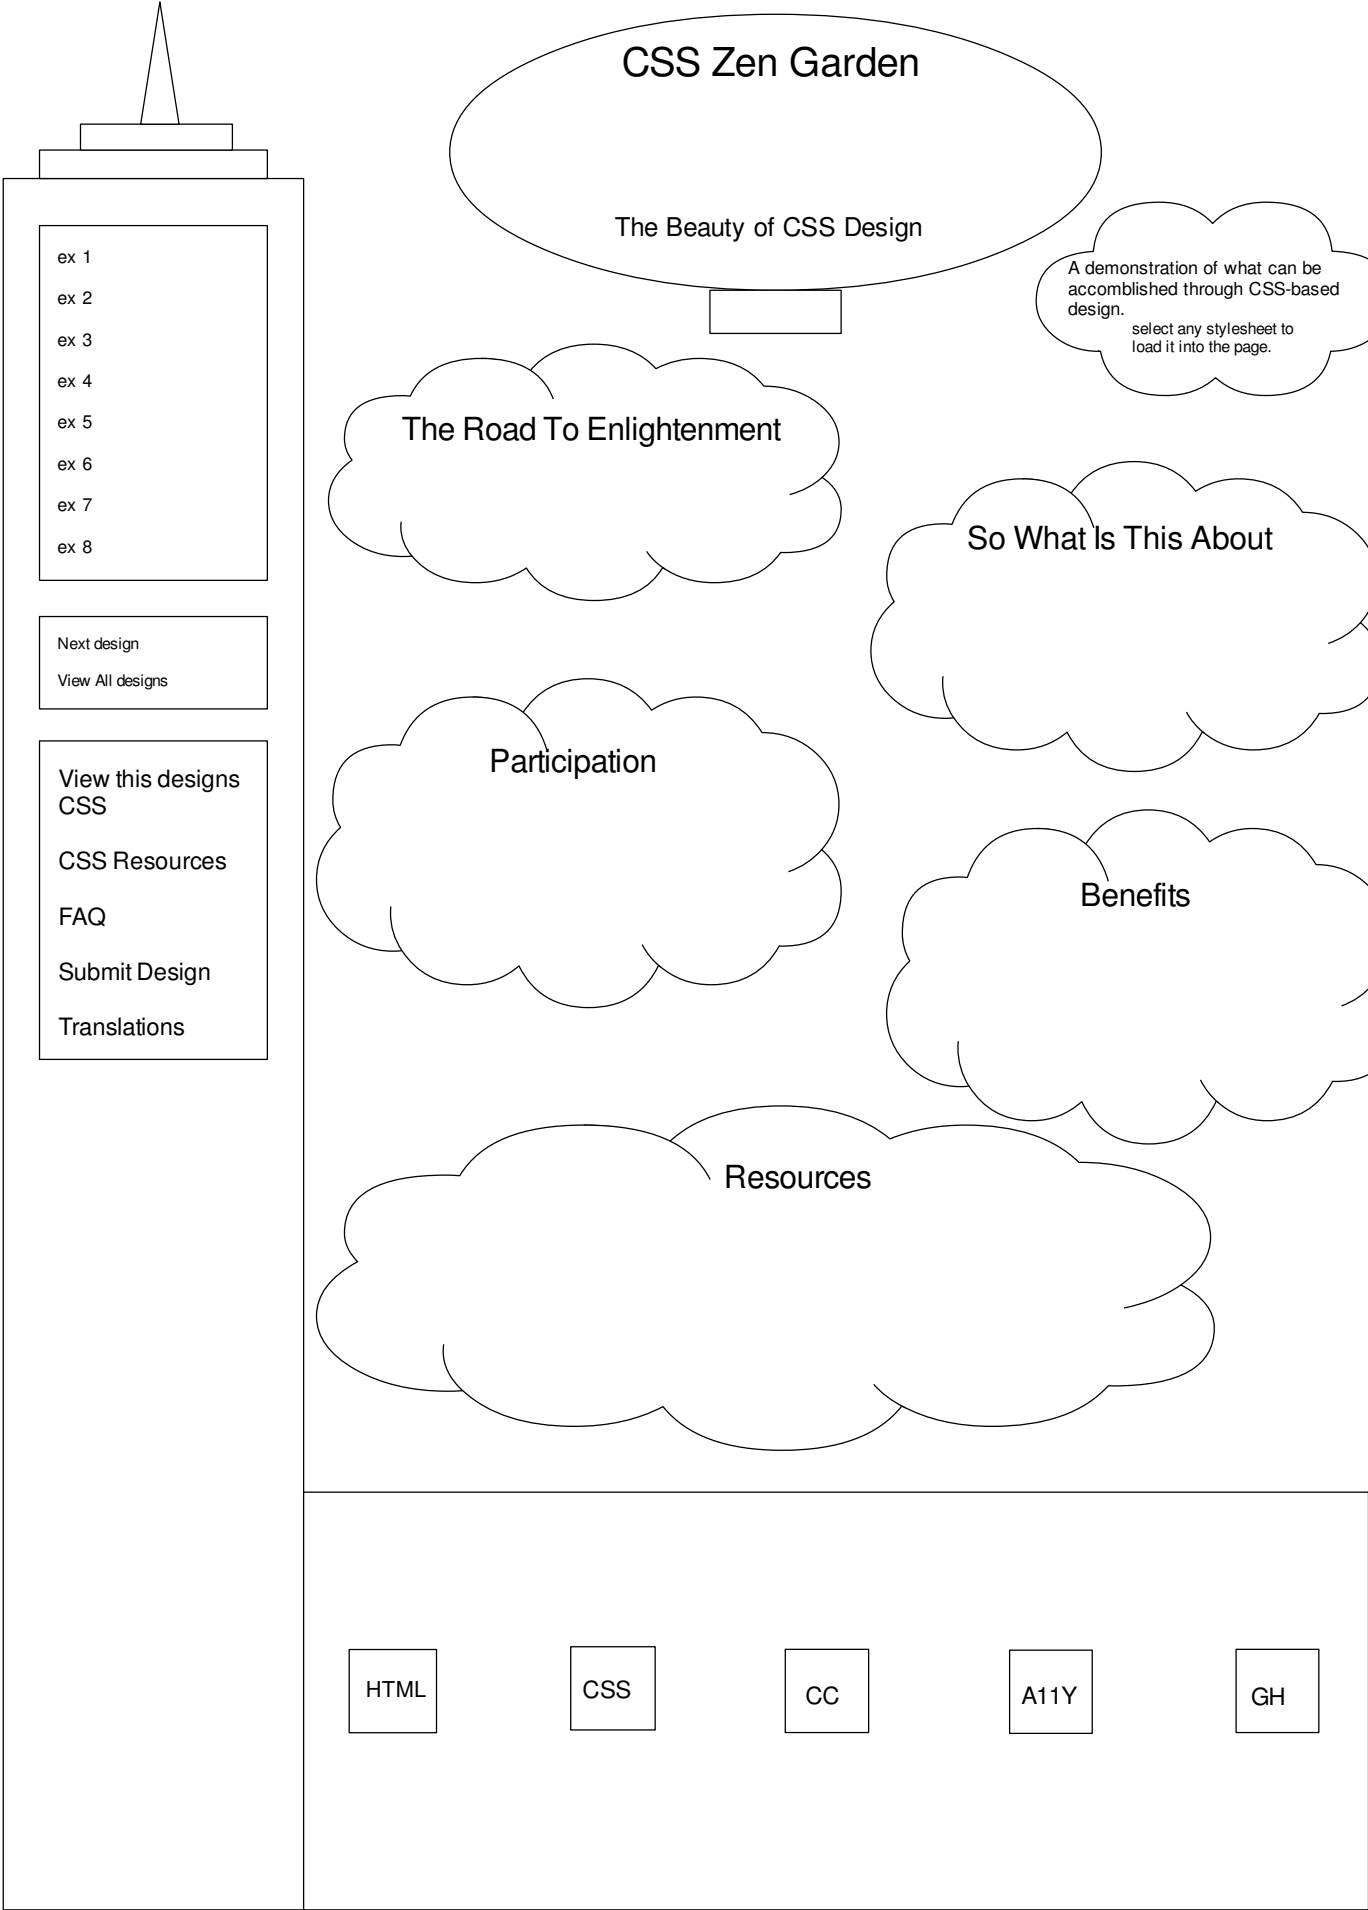 CSS Zen Garden
The Beauty of CSS Design
A demonstration of what can be
accomblished through CSS-based
design.
select any stylesheet to
load it into the page.
ex 1
ex 2
ex 3
ex 4
ex 5
ex 6
ex 7
ex 8
Next design
View All designs
View this designs
CSS
CSS Resources
FAQ
Submit Design
Translations
The Road To Enlightenment
So What Is This About
Participation
Benefits
Resources
HTML
CSS
CC
A11Y
GH